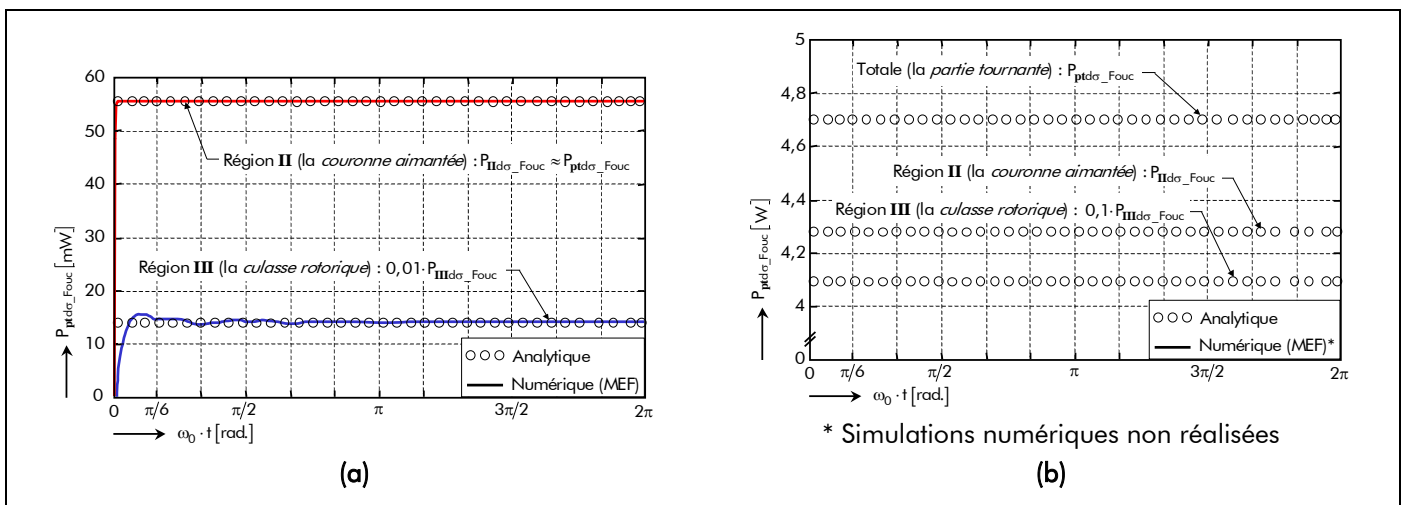 60
50
40
30
20
10
0
P_ptdσ_Fouc [mW]
Région II (la couronne aimantée) : P_IIdσ_Fouc ≈ P_ptdσ_Fouc
Région III (la culasse rotorique) : 0,01·P_IIIdσ_Fouc
Analytique
Numérique (MEF)
0 π/6 π/2 π 3π/2 2π
ω₀ · t [rad.]
(a)
5
4,8
4,6
4,4
4,2
4
0
P_ptdσ_Fouc [W]
Totale (la partie tournante) : P_ptdσ_Fouc
Région II (la couronne aimantée) : P_IIdσ_Fouc
Région III (la culasse rotorique) : 0,1·P_IIIdσ_Fouc
Analytique
Numérique (MEF)*
0 π/6 π/2 π 3π/2 2π
ω₀ · t [rad.]
* Simulations numériques non réalisées
(b)